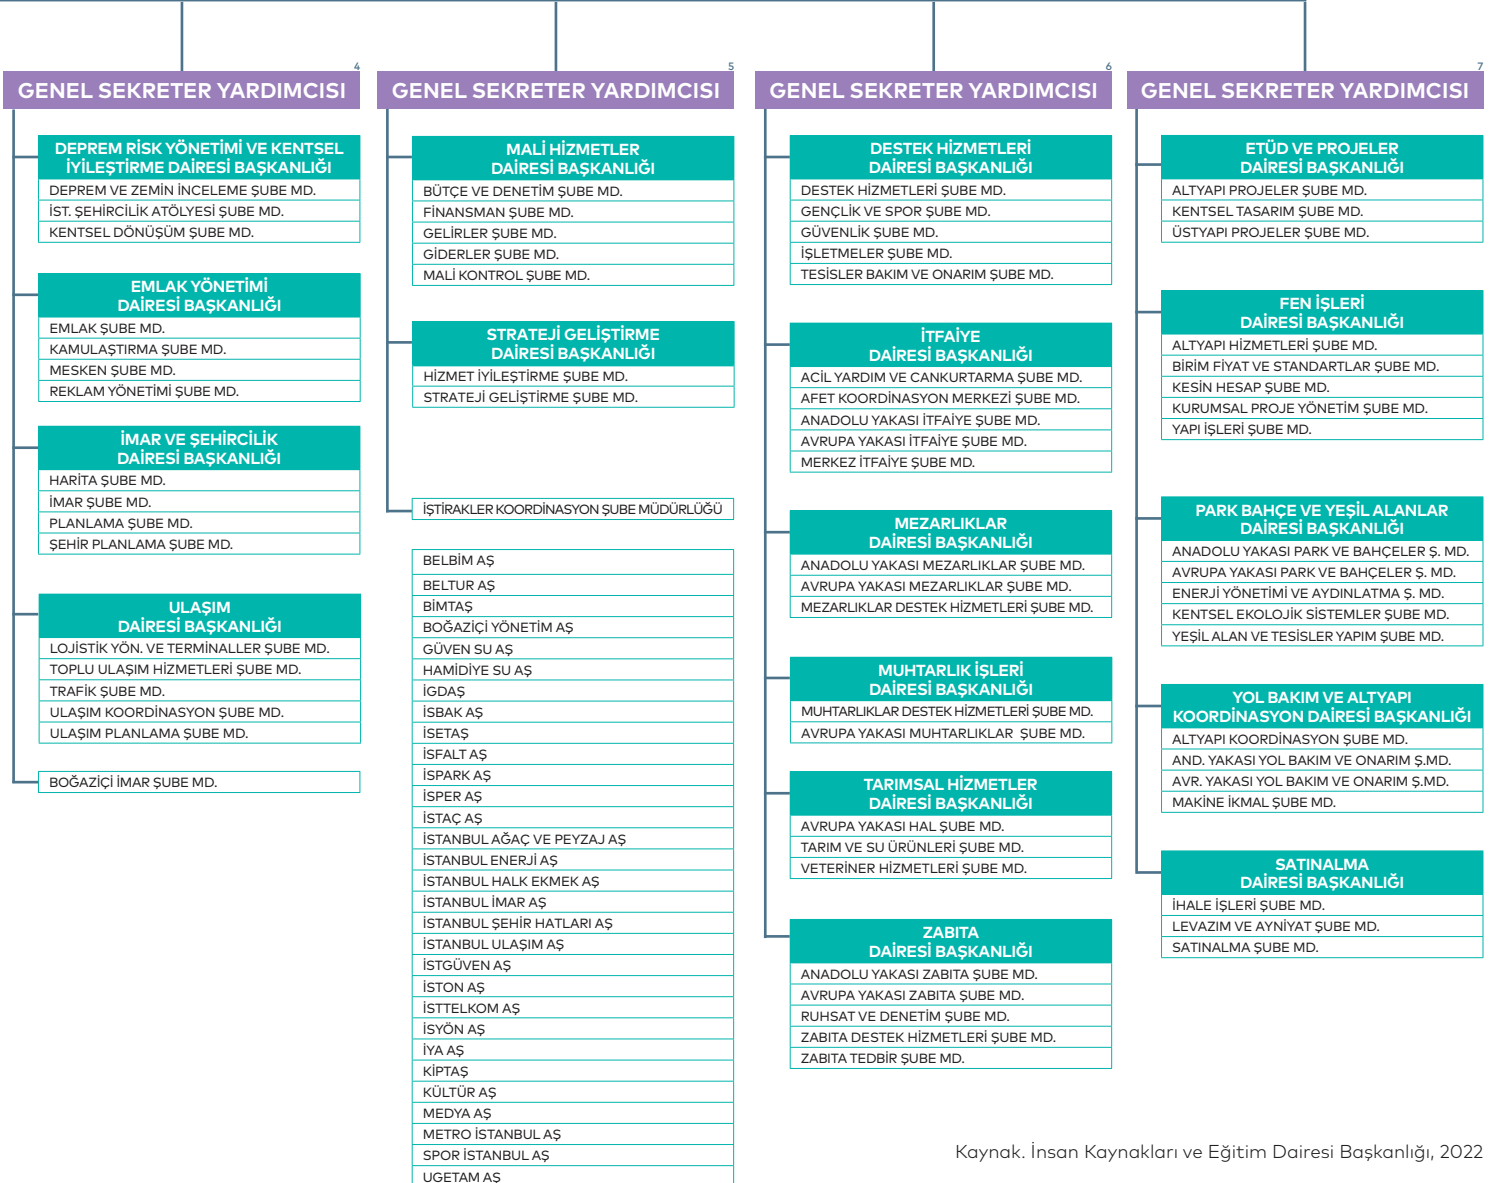 4
GENEL SEKRETER YARDIMCISI
DEPREM RİSK YÖNETİMİ VE KENTSEL
İYİLEŞTİRME DAİRESİ BAŞKANLIĞI
DEPREM VE ZEMİN İNCELEME ŞUBE MD.
İST. ŞEHİRCİLİK ATÖLYESİ ŞUBE MD.
KENTSEL DÖNÜŞÜM ŞUBE MD.
EMLAK YÖNETİMİ
DAİRESİ BAŞKANLIĞI
EMLAK ŞUBE MD.
KAMULAŞTIRMA ŞUBE MD.
MESKEN ŞUBE MD.
REKLAM YÖNETİMİ ŞUBE MD.
İMAR VE ŞEHİRCİLİK
DAİRESİ BAŞKANLIĞI
HARİTA ŞUBE MD.
İMAR ŞUBE MD.
PLANLAMA ŞUBE MD.
ŞEHİR PLANLAMA ŞUBE MD.
ULAŞIM
DAİRESİ BAŞKANLIĞI
LOJİSTİK YÖN. VE TERMİNALLER ŞUBE MD.
TOPLU ULAŞIM HİZMETLERİ ŞUBE MD.
TRAFİK ŞUBE MD.
ULAŞIM KOORDİNASYON ŞUBE MD.
ULAŞIM PLANLAMA ŞUBE MD.
BOĞAZİÇİ İMAR ŞUBE MD.
5
GENEL SEKRETER YARDIMCISI
MALİ HİZMETLER
DAİRESİ BAŞKANLIĞI
BÜTÇE VE DENETİM ŞUBE MD.
FİNANSMAN ŞUBE MD.
GELİRLER ŞUBE MD.
GİDERLER ŞUBE MD.
MALİ KONTROL ŞUBE MD.
STRATEJİ GELİŞTİRME
DAİRESİ BAŞKANLIĞI
HİZMET İYİLEŞTİRME ŞUBE MD.
STRATEJİ GELİŞTİRME ŞUBE MD.
İŞTİRAKLER KOORDİNASYON ŞUBE MÜDÜRLÜĞÜ
BELBİM AŞ
BELTUR AŞ
BİMTAŞ
BOĞAZİÇİ YÖNETİM AŞ
GÜVEN SU AŞ
HAMİDİYE SU AŞ
İGDAŞ
İSBAK AŞ
İSETAŞ
İSFALT AŞ
İSPARK AŞ
İSPER AŞ
İSTAÇ AŞ
İSTANBUL AĞAÇ VE PEYZAJ AŞ
İSTANBUL ENERJİ AŞ
İSTANBUL HALK EKMEK AŞ
İSTANBUL İMAR AŞ
İSTANBUL ŞEHİR HATLARI AŞ
İSTANBUL ULAŞIM AŞ
İSTGÜVEN AŞ
İSTON AŞ
İSTTELKOM AŞ
İSYÖN AŞ
İYA AŞ
KİPTAŞ
KÜLTÜR AŞ
MEDYA AŞ
METRO İSTANBUL AŞ
SPOR İSTANBUL AŞ
UGETAM AŞ
6
GENEL SEKRETER YARDIMCISI
DESTEK HİZMETLERİ
DAİRESİ BAŞKANLIĞI
DESTEK HİZMETLERİ ŞUBE MD.
GENÇLİK VE SPOR ŞUBE MD.
GÜVENLİK ŞUBE MD.
İŞLETMELER ŞUBE MD.
TESİSLER BAKIM VE ONARIM ŞUBE MD.
İTFAİYE
DAİRESİ BAŞKANLIĞI
ACİL YARDIM VE CANKURTARMA ŞUBE MD.
AFET KOORDİNASYON MERKEZİ ŞUBE MD.
ANADOLU YAKASI İTFAİYE ŞUBE MD.
AVRUPA YAKASI İTFAİYE ŞUBE MD.
MERKEZ İTFAİYE ŞUBE MD.
MEZARLIKLAR
DAİRESİ BAŞKANLIĞI
ANADOLU YAKASI MEZARLIKLAR ŞUBE MD.
AVRUPA YAKASI MEZARLIKLAR ŞUBE MD.
MEZARLIKLAR DESTEK HİZMETLERİ ŞUBE MD.
MUHTARLIK İŞLERİ
DAİRESİ BAŞKANLIĞI
MUHTARLIKLAR DESTEK HİZMETLERİ ŞUBE MD.
AVRUPA YAKASI MUHTARLIKLAR ŞUBE MD.
TARIMSAL HİZMETLER
DAİRESİ BAŞKANLIĞI
AVRUPA YAKASI HAL ŞUBE MD.
TARIM VE SU ÜRÜNLERİ ŞUBE MD.
VETERİNER HİZMETLERİ ŞUBE MD.
ZABITA
DAİRESİ BAŞKANLIĞI
ANADOLU YAKASI ZABITA ŞUBE MD.
AVRUPA YAKASI ZABITA ŞUBE MD.
RUHSAT VE DENETİM ŞUBE MD.
ZABITA DESTEK HİZMETLERİ ŞUBE MD.
ZABITA TEDBİR ŞUBE MD.
7
GENEL SEKRETER YARDIMCISI
ETÜD VE PROJELER
DAİRESİ BAŞKANLIĞI
ALTYAPI PROJELER ŞUBE MD.
KENTSEL TASARIM ŞUBE MD.
ÜSTYAPI PROJELER ŞUBE MD.
FEN İŞLERİ
DAİRESİ BAŞKANLIĞI
ALTYAPI HİZMETLERİ ŞUBE MD.
BİRİM FİYAT VE STANDARTLAR ŞUBE MD.
KESİN HESAP ŞUBE MD.
KURUMSAL PROJE YÖNETİM ŞUBE MD.
YAPI İŞLERİ ŞUBE MD.
PARK BAHÇE VE YEŞİL ALANLAR
DAİRESİ BAŞKANLIĞI
ANADOLU YAKASI PARK VE BAHÇELER Ş. MD.
AVRUPA YAKASI PARK VE BAHÇELER Ş. MD.
ENERJİ YÖNETİMİ VE AYDINLATMA Ş. MD.
KENTSEL EKOLOJİK SİSTEMLER ŞUBE MD.
YEŞİL ALAN VE TESİSLER YAPIM ŞUBE MD.
YOL BAKIM VE ALTYAPI
KOORDİNASYON DAİRESİ BAŞKANLIĞI
ALTYAPI KOORDİNASYON ŞUBE MD.
AND. YAKASI YOL BAKIM VE ONARIM Ş.MD.
AVR. YAKASI YOL BAKIM VE ONARIM Ş.MD.
MAKİNE İKMAL ŞUBE MD.
SATINALMA
DAİRESİ BAŞKANLIĞI
İHALE İŞLERİ ŞUBE MD.
LEVAZIM VE AYNİYAT ŞUBE MD.
SATINALMA ŞUBE MD.
Kaynak. İnsan Kaynakları ve Eğitim Dairesi Başkanlığı, 2022